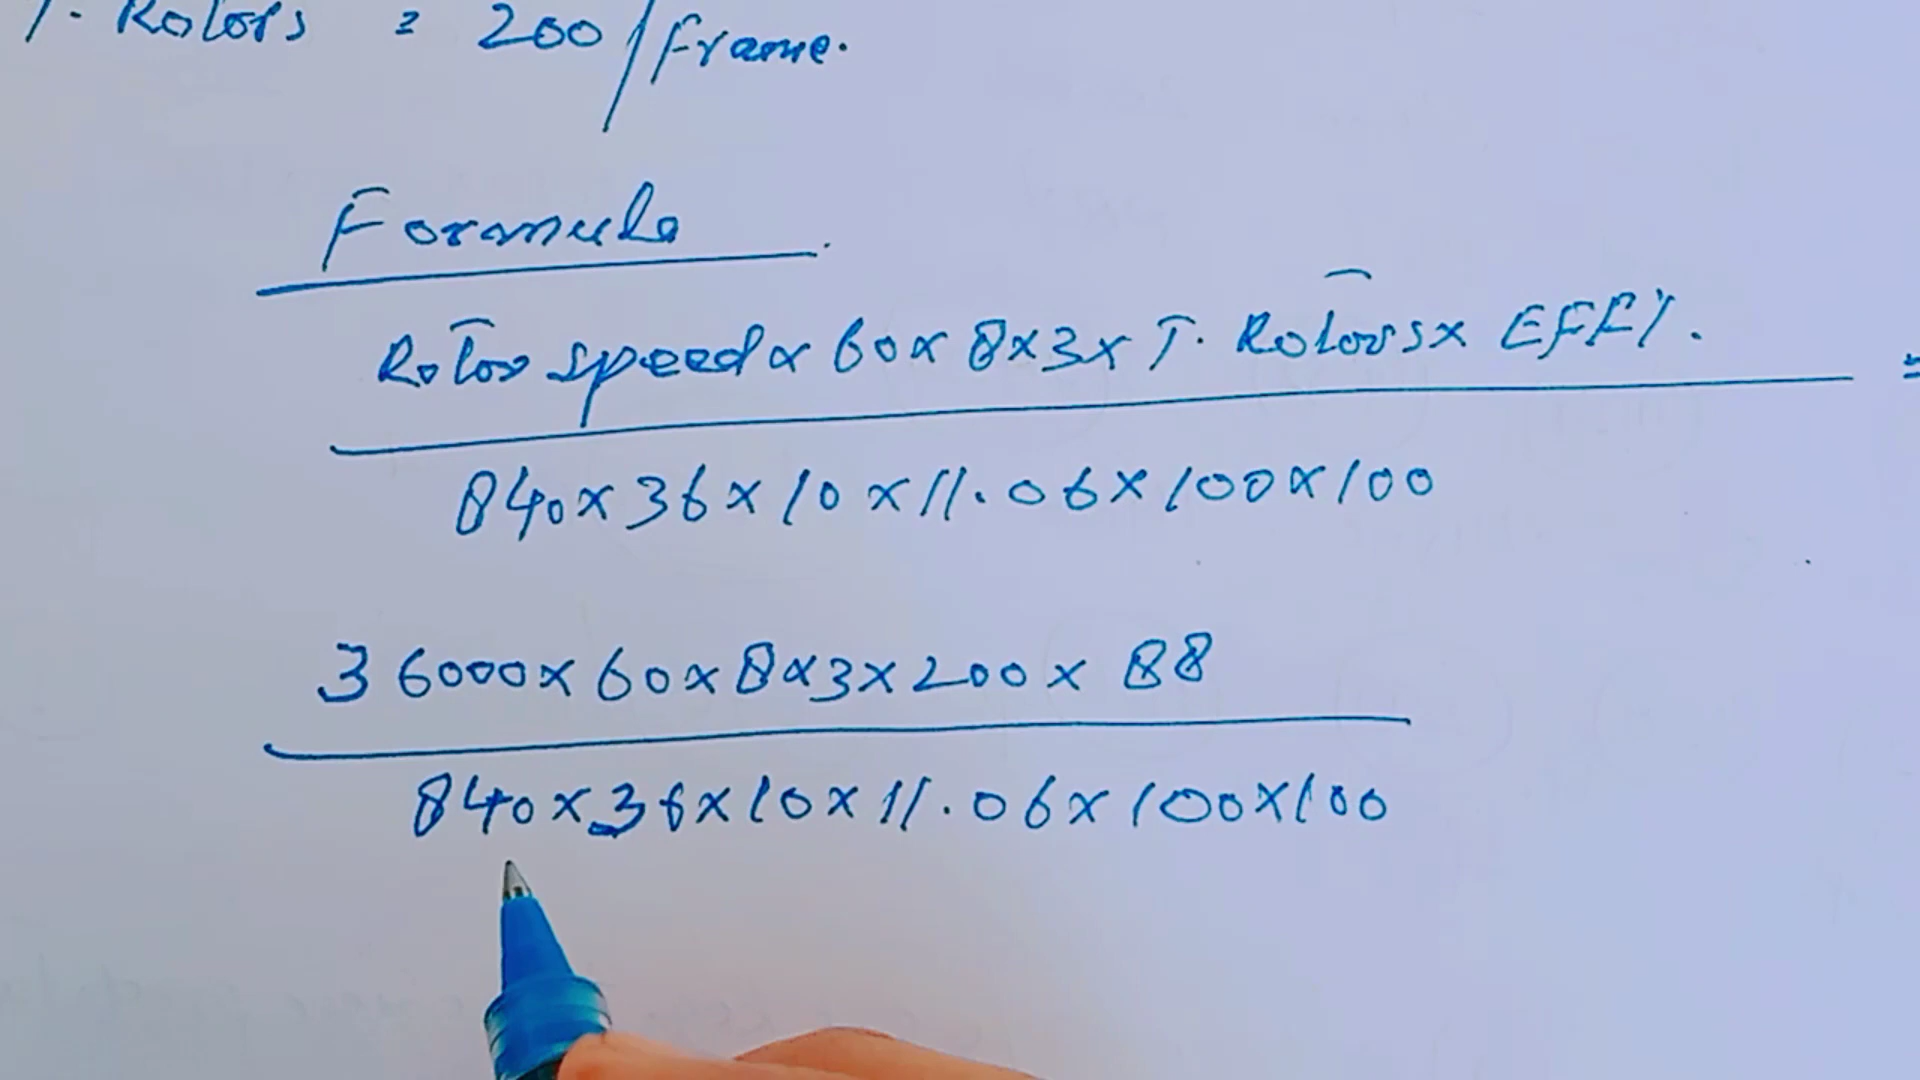 T. Rotors = 200/Frame.
Formula
Rotor speed x 60 x 8 x 3 x T. Rotors x EFF%. =
840 x 36 x 10 x 11.06 x 100 x 100
36000 x 60 x 8 x 3 x 200 x 88
840 x 36 x 10 x 11.06 x 100 x 100